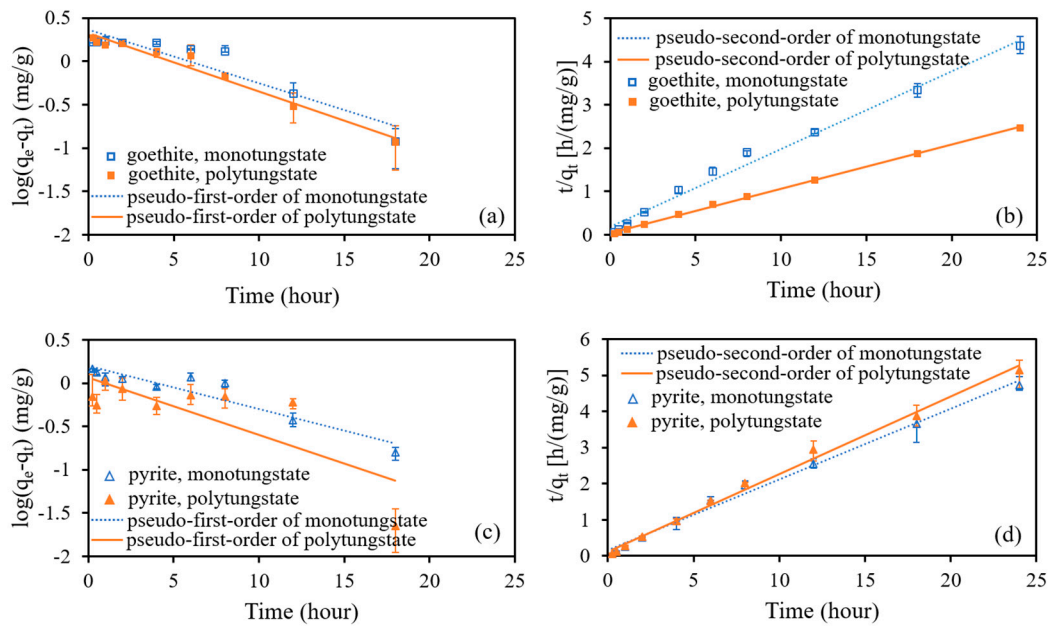 0.5
0
-0.5
-1
-1.5
-2
log(qe-qt) (mg/g)
goethite, monotungstate
goethite, polytungstate
pseudo-first-order of monotungstate
pseudo-first-order of polytungstate
(a)
0 5 10 15 20 25
Time (hour)
5
4
3
2
1
0
t/qt [h/(mg/g)]
pseudo-second-order of monotungstate
pseudo-second-order of polytungstate
goethite, monotungstate
goethite, polytungstate
(b)
0 5 10 15 20 25
Time (hour)
0.5
0
-0.5
-1
-1.5
-2
log(qe-qt) (mg/g)
pyrite, monotungstate
pyrite, polytungstate
pseudo-first-order of monotungstate
pseudo-first-order of polytungstate
(c)
0 5 10 15 20 25
Time (hour)
6
5
4
3
2
1
0
t/qt [h/(mg/g)]
pseudo-second-order of monotungstate
pseudo-second-order of polytungstate
pyrite, monotungstate
pyrite, polytungstate
(d)
0 5 10 15 20 25
Time (hour)